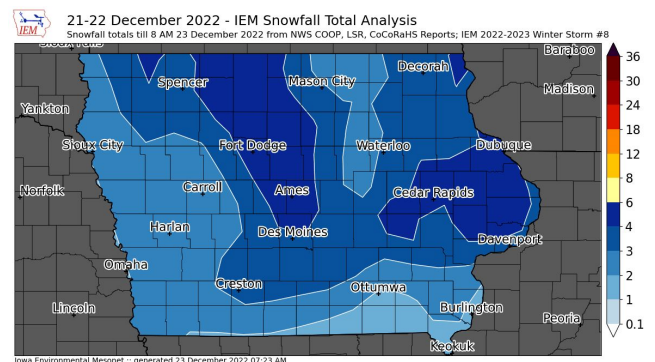 21-22 December 2022 - IEM Snowfall Total Analysis
Snowfall totals till 8 AM 23 December 2022 from NWS COOP, LSR, CoCoRaHS Reports; IEM 2022-2023 Winter Storm #8
IEM
Sioux Falls
Baraboo
Decorah
Spencer
Mason City
Madison
Yankton
Sioux City
Fort Dodge
Waterloo
Dubuque
Norfolk
Carroll
Ames
Cedar Rapids
Harlan
Des Moines
Davenport
Omaha
Creston
Ottumwa
Lincoln
Burlington
Peoria
Keokuk
36
30
24
18
12
8
6
4
3
2
1
0.1
Iowa Environmental Mesonet :: generated 23 December 2022 07:23 AM